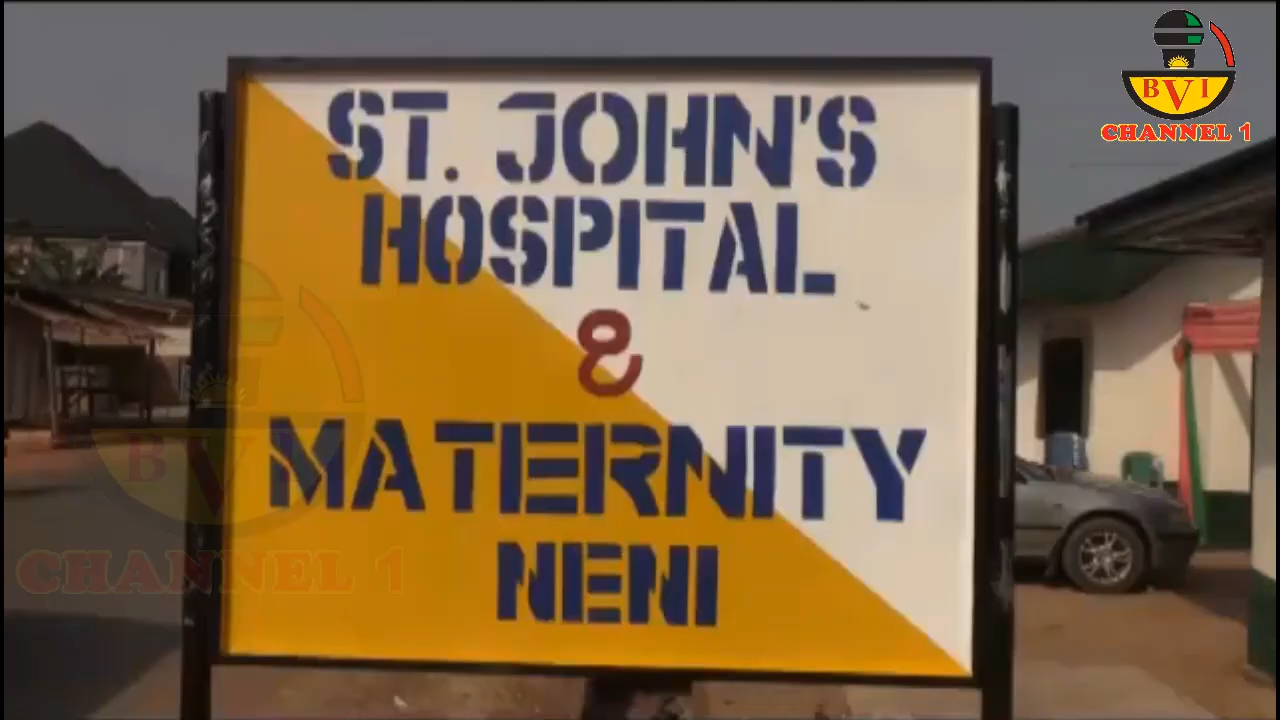 ST. JOHN'S
HOSPITAL
&
MATERNITY
NENI
BVI
CHANNEL 1
BVI
CHANNEL 1